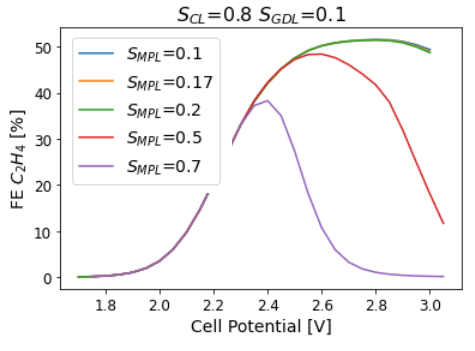 S_CL=0.8 S_GDL=0.1
FE C_2H_4 [%]
50
40
30
20
10
0
S_MPL=0.1
S_MPL=0.17
S_MPL=0.2
S_MPL=0.5
S_MPL=0.7
1.8 2.0 2.2 2.4 2.6 2.8 3.0
Cell Potential [V]